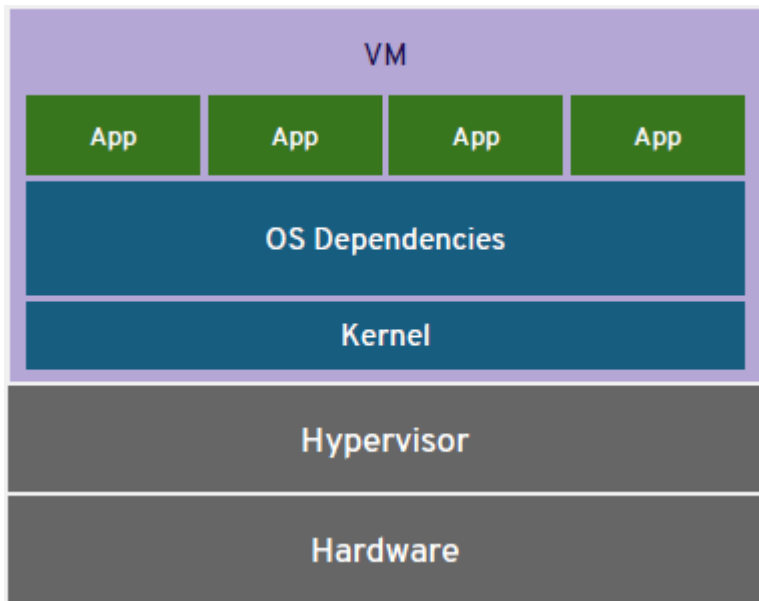 VM
App App App App
OS Dependencies
Kernel
Hypervisor
Hardware